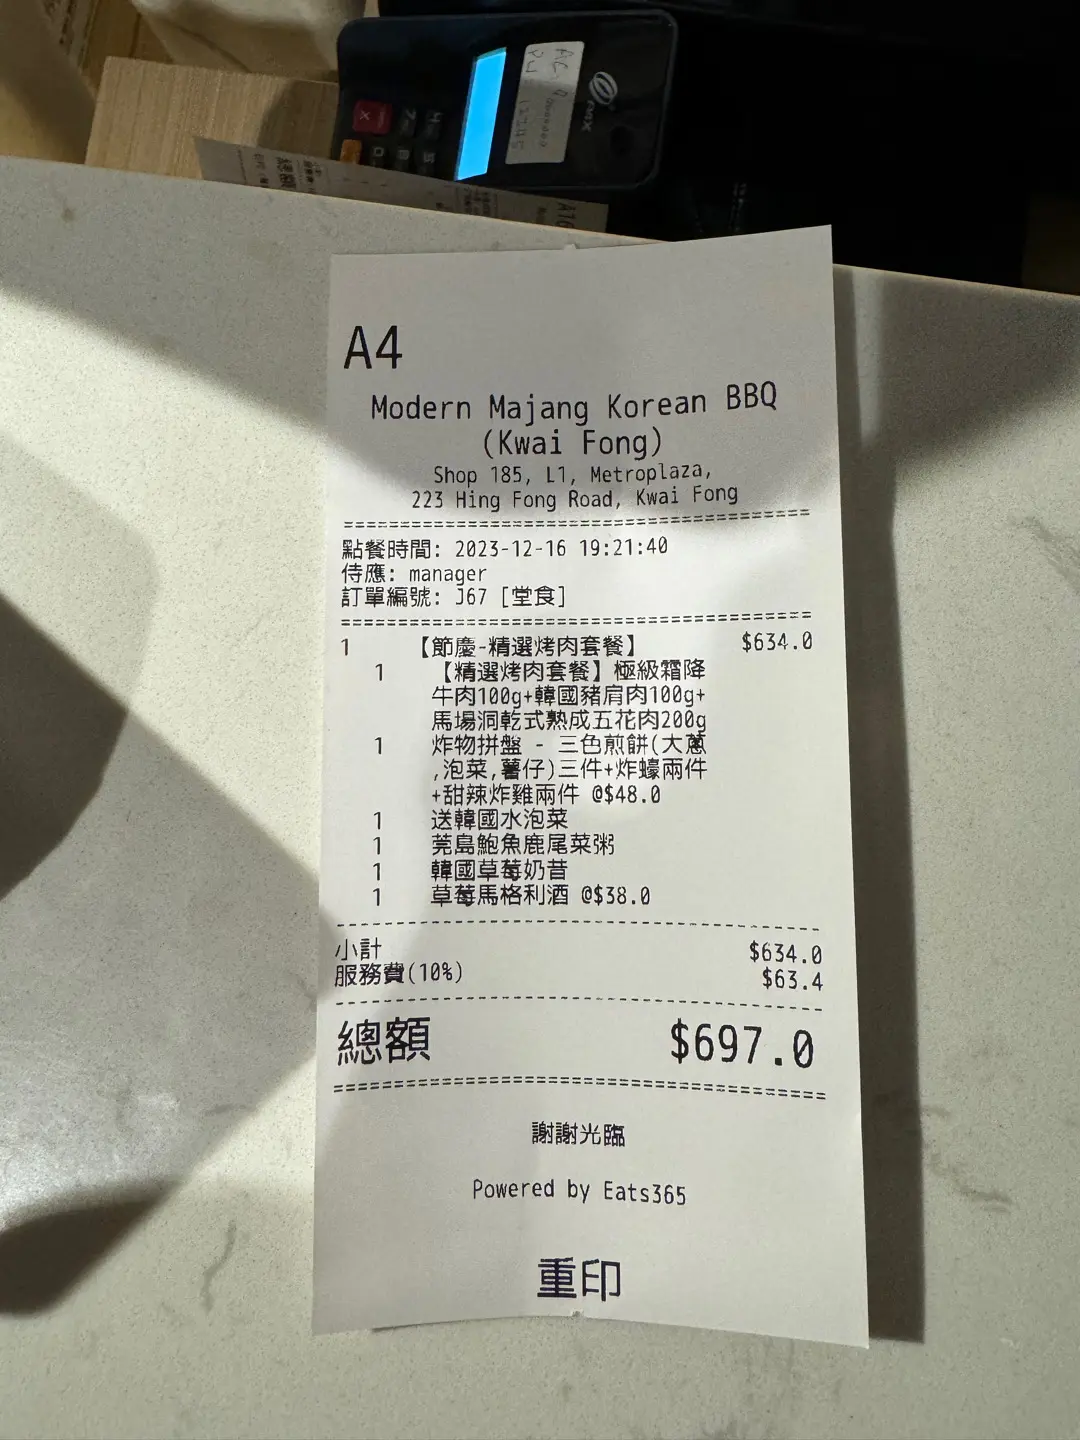 A4
Modern Majang Korean BBQ
(Kwai Fong)
Shop 185, L1, Metroplaza,
223 Hing Fong Road, Kwai Fong
點餐時間: 2023-12-16 19:21:40
侍應: manager
訂單編號: J67 [堂食]
1 【節慶-精選烤肉套餐】 $634.0
1 【精選烤肉套餐】極級霜降
牛肉100g+韓國豬肩肉100g+
馬場洞乾式熟成五花肉200g
1 炸物拼盤 - 三色煎餅(大蔥
,泡菜,薯仔)三件+炸蠔兩件
+甜辣炸雞兩件 @$48.0
1 送韓國水泡菜
1 莞島鮑魚鹿尾菜粥
1 韓國草莓奶昔
1 草莓馬格利酒 @$38.0
小計 $634.0
服務費(10%) $63.4
總額 $697.0
謝謝光臨
Powered by Eats365
重印